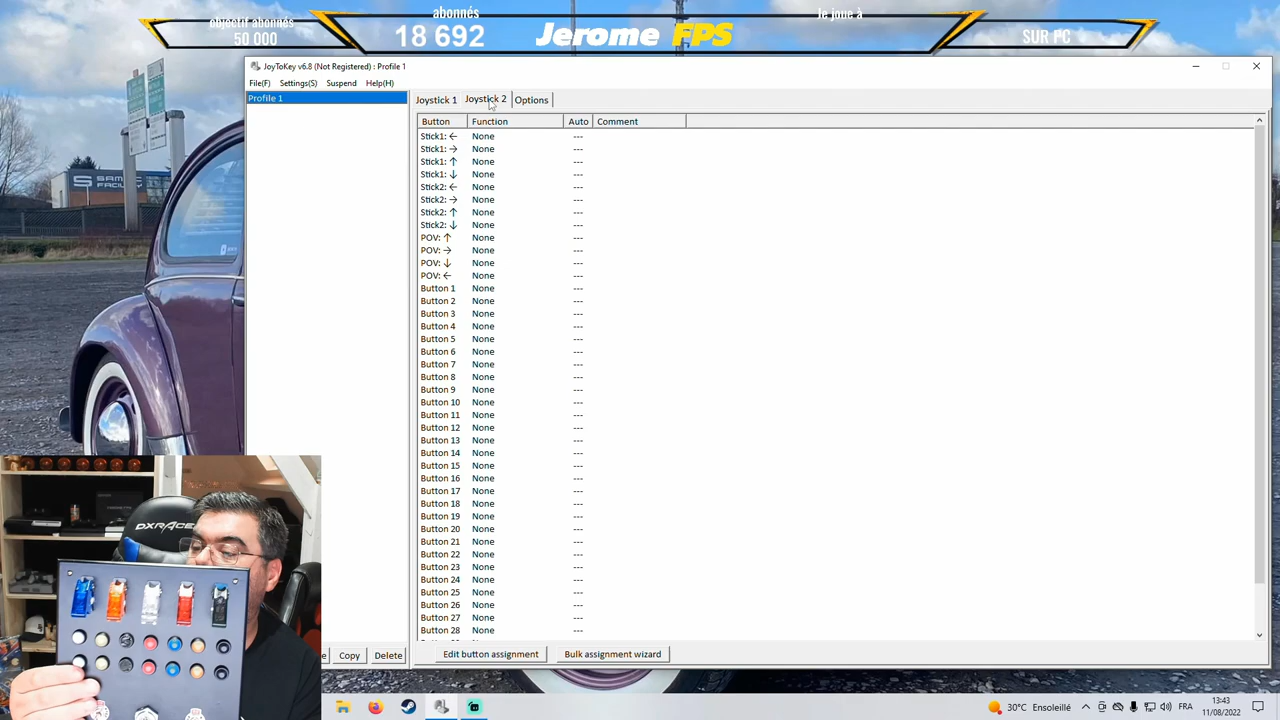 objectif abonnés
50 000
abonnés
18 692
Jerome FPS
Je joue à
SUR PC
JoyToKey v6.8 (Not Registered) : Profile 1
File(F) Settings(S) Suspend Help(H)
Profile 1
Joystick 1 Joystick 2 Options
Button Function Auto Comment
Stick1: ← None ---
Stick1: → None ---
Stick1: ↑ None ---
Stick1: ↓ None ---
Stick2: ← None ---
Stick2: → None ---
Stick2: ↑ None ---
Stick2: ↓ None ---
POV: ↑ None ---
POV: → None ---
POV: ↓ None ---
POV: ← None ---
Button 1 None ---
Button 2 None ---
Button 3 None ---
Button 4 None ---
Button 5 None ---
Button 6 None ---
Button 7 None ---
Button 8 None ---
Button 9 None ---
Button 10 None ---
Button 11 None ---
Button 12 None ---
Button 13 None ---
Button 14 None ---
Button 15 None ---
Button 16 None ---
Button 17 None ---
Button 18 None ---
Button 19 None ---
Button 20 None ---
Button 21 None ---
Button 22 None ---
Button 23 None ---
Button 24 None ---
Button 25 None ---
Button 26 None ---
Button 27 None ---
Button 28 None ---
Copy Delete Edit button assignment Bulk assignment wizard
DXRACER
30°C Ensoleillé FRA
13:43
11/08/2022